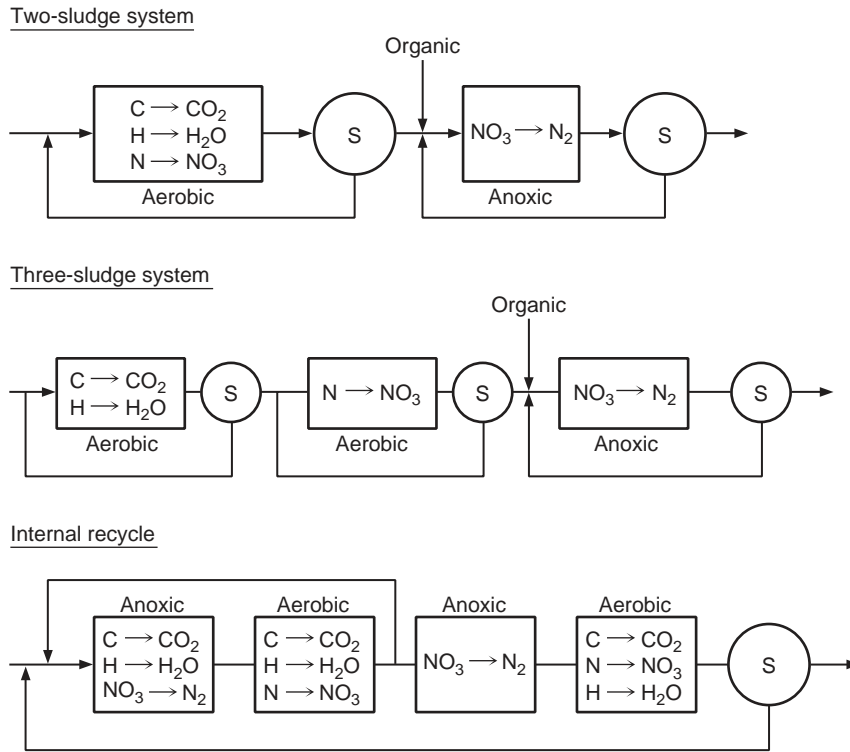 Two-sludge system
Organic
C → CO₂
H → H₂O
N → NO₃
Aerobic
S
NO₃ → N₂
Anoxic
S
Three-sludge system
Organic
C → CO₂
H → H₂O
Aerobic
S
N → NO₃
Aerobic
S
NO₃ → N₂
Anoxic
S
Internal recycle
Anoxic
C → CO₂
H → H₂O
NO₃ → N₂
Aerobic
C → CO₂
H → H₂O
N → NO₃
Anoxic
NO₃ → N₂
Aerobic
C → CO₂
N → NO₃
H → H₂O
S